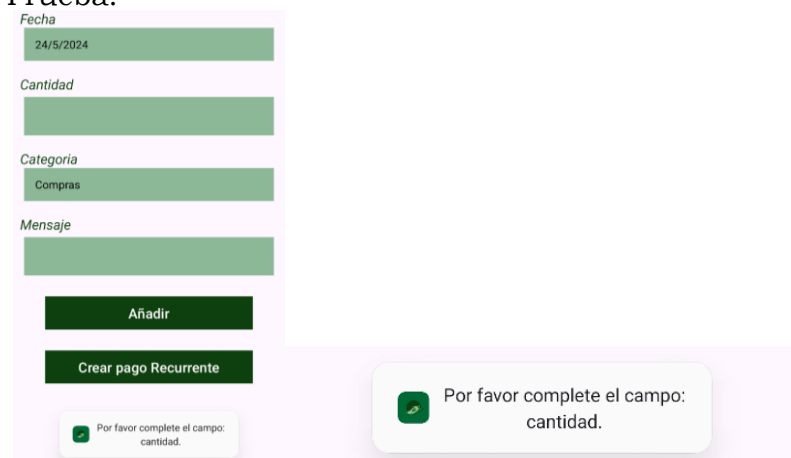 Prueba:
Fecha
24/5/2024
Cantidad
Categoria
Compras
Mensaje
Añadir
Crear pago Recurrente
Por favor complete el campo:
cantidad.
Por favor complete el campo:
cantidad.